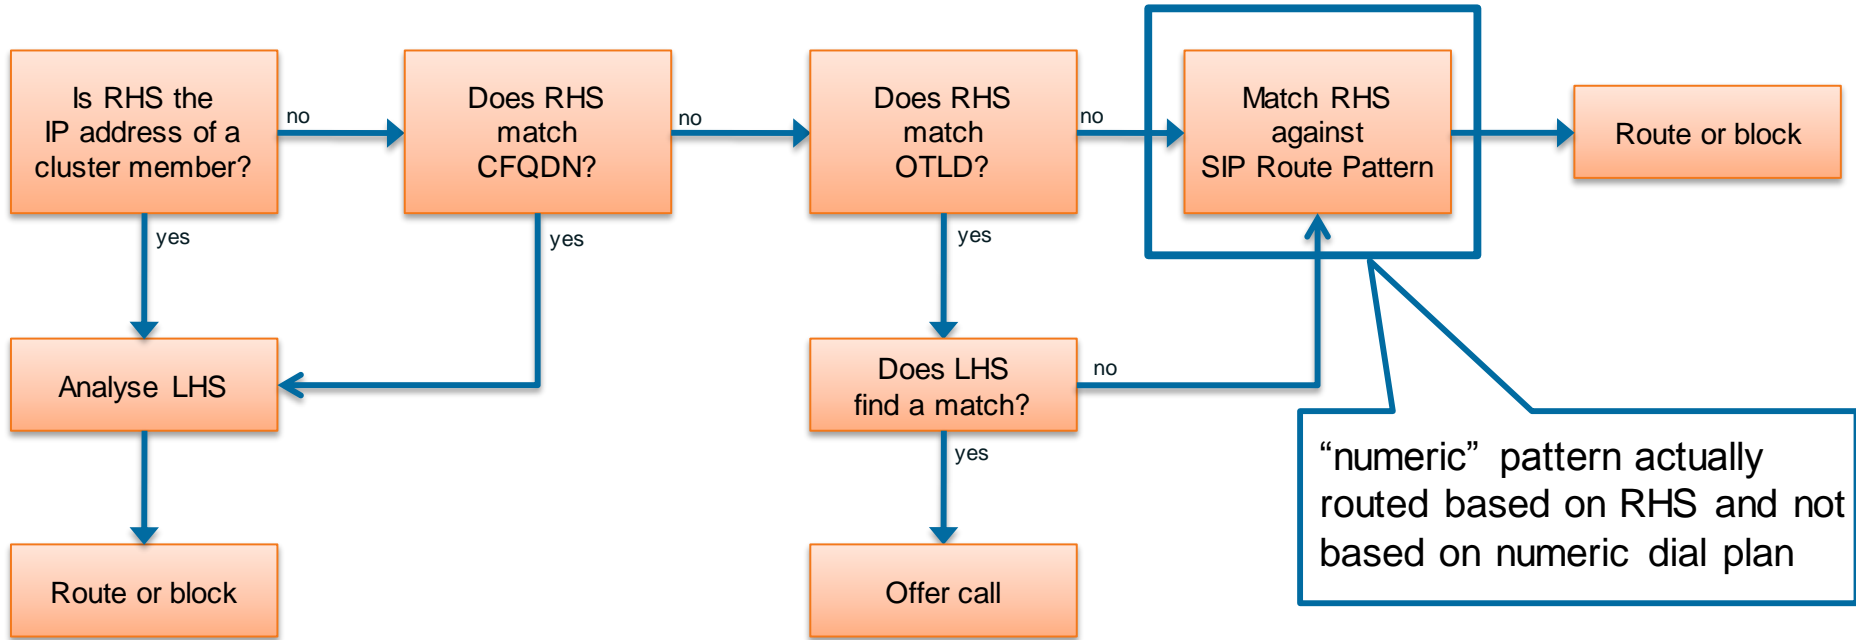 Is RHS the
IP address of a
cluster member?
no
Does RHS
match
CFQDN?
no
Does RHS
match
OTLD?
no
Match RHS
against
SIP Route Pattern
Route or block
yes
yes
yes
Analyse LHS
Does LHS
find a match?
no
yes
Route or block
Offer call
“numeric” pattern actually
routed based on RHS and not
based on numeric dial plan